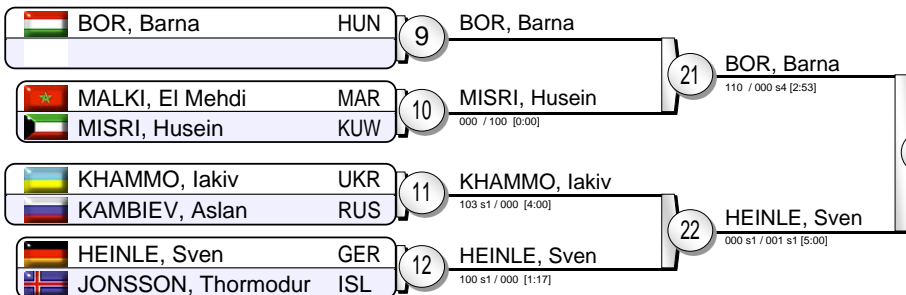 BOR, Barna HUN
9
BOR, Barna
MALKI, El Mehdi MAR
MISRI, Husein KUW
10
MISRI, Husein
000 / 100 [0:00]
21
BOR, Barna
110 / 000 s4 [2:53]
KHAMMO, Iakiv UKR
KAMBIEV, Aslan RUS
11
KHAMMO, Iakiv
103 s1 / 000 [4:00]
HEINLE, Sven GER
JONSSON, Thormodur ISL
12
HEINLE, Sven
100 s1 / 000 [1:17]
22
HEINLE, Sven
000 s1 / 001 s1 [5:00]